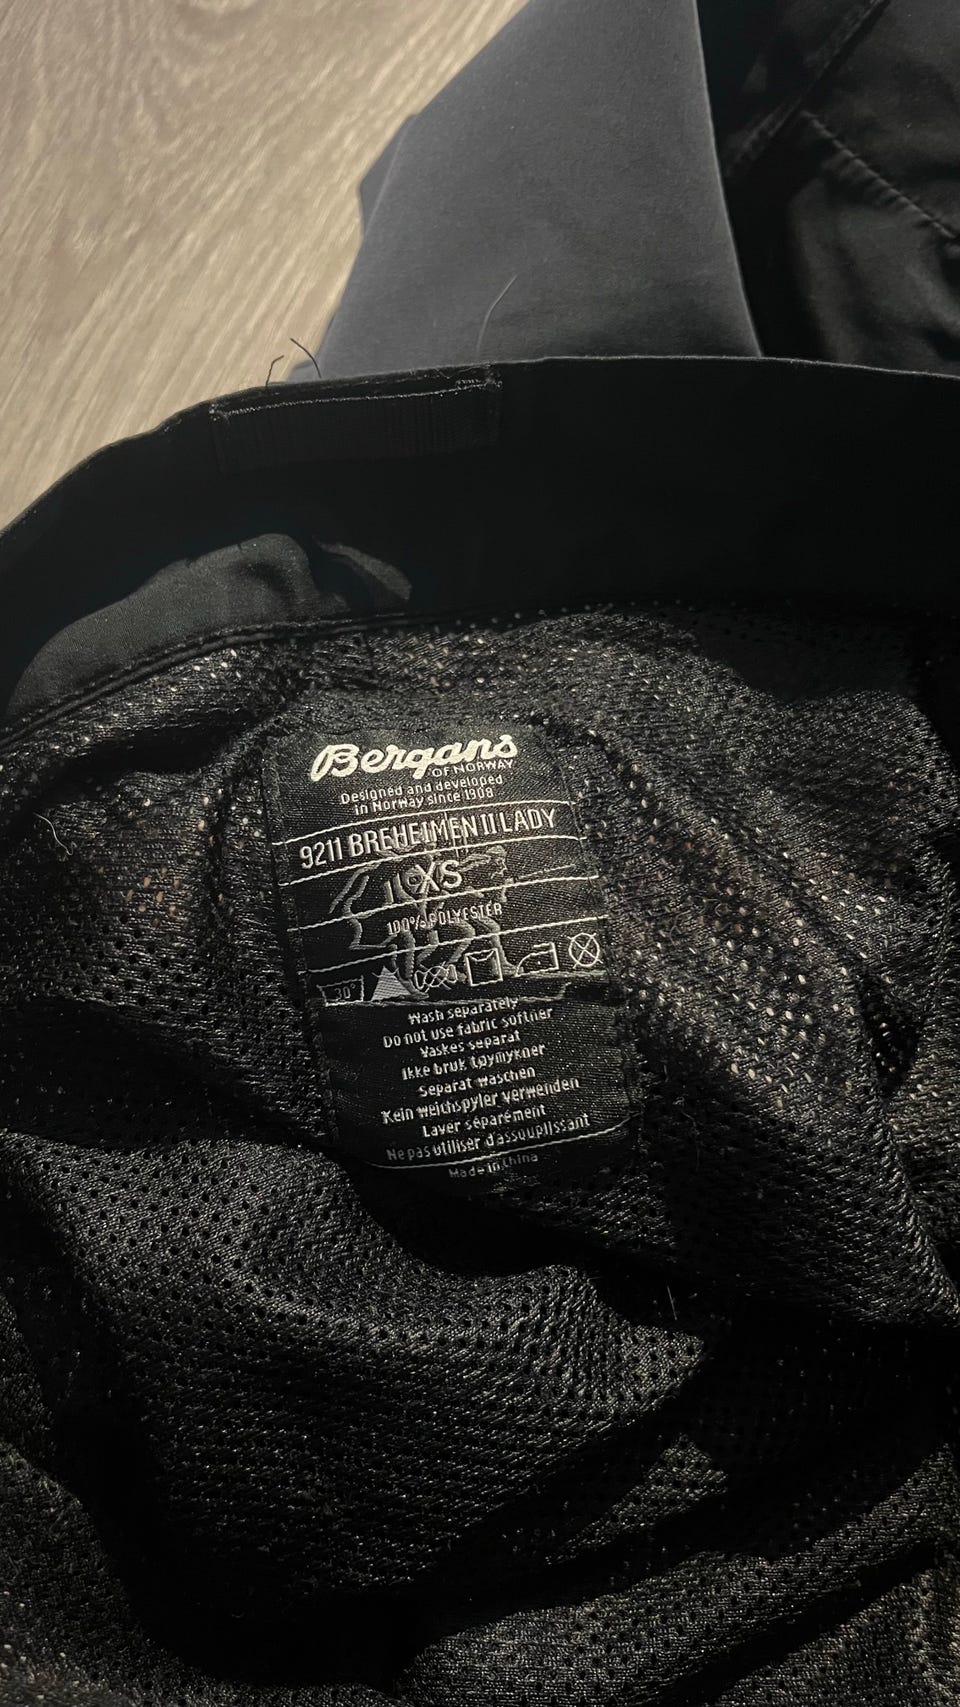 Bergans
OF NORWAY
Designed and developed
in Norway since 1908
9211 BREHEIMEN II LADY
XS
100% POLYESTER
30°
Wash separately
Do not use fabric softner
Vaskes separat
Ikke bruk tøymykner
Separat waschen
Kein weichspyler verwenden
Laver séparément
Ne pas utiliser d'assouplissant
Made in China